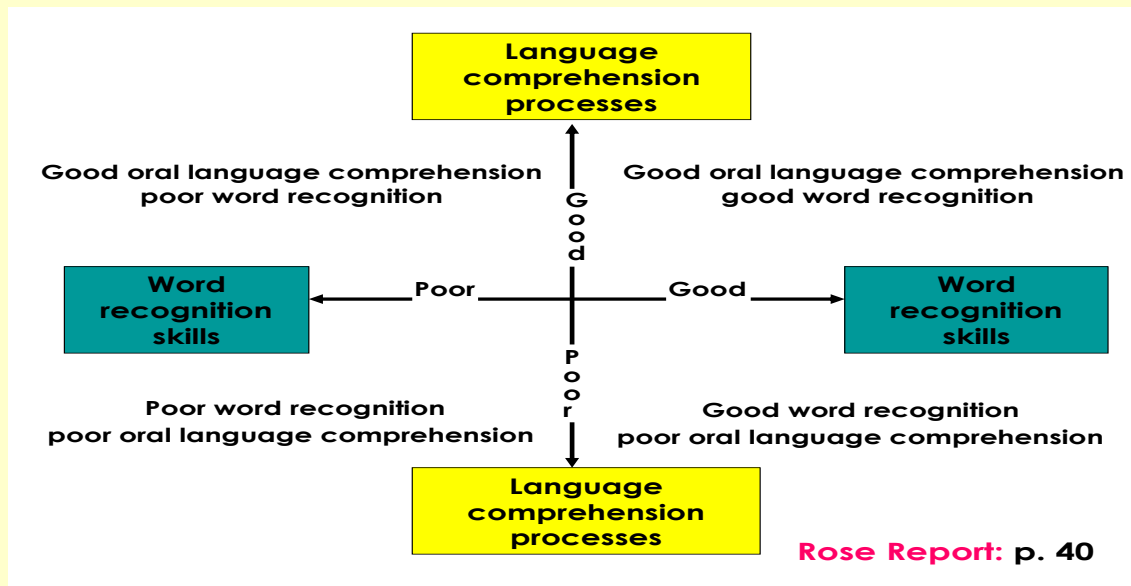 Language
comprehension
processes
Good oral language comprehension
poor word recognition
Good oral language comprehension
good word recognition
Good
Word
recognition
skills
Poor
Good
Word
recognition
skills
Poor
Poor word recognition
poor oral language comprehension
Good word recognition
poor oral language comprehension
Language
comprehension
processes
Rose Report: p. 40